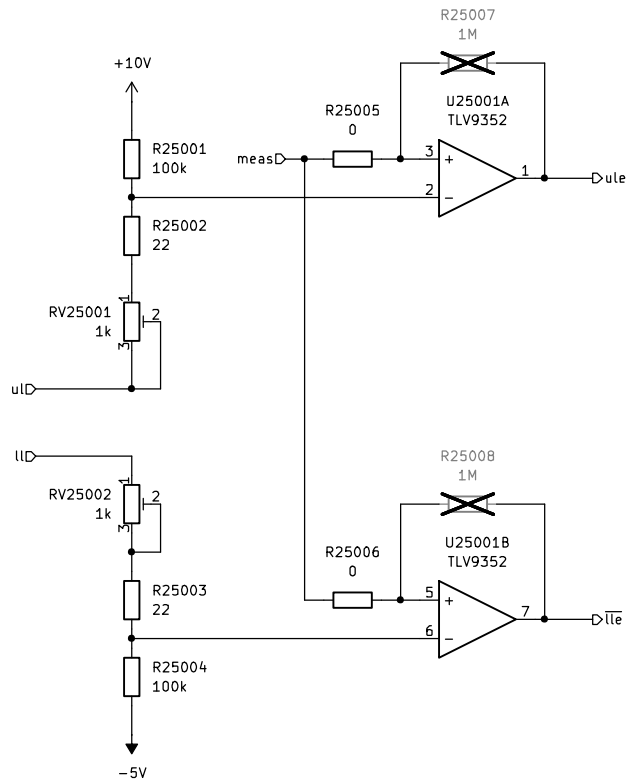 R25007
1M
+10V
U25001A
TLV9352
R25005
0
R25001
100k
meas
3
+
1
ule
2
−
R25002
22
1
RV25001
1k
2
3
ul
ll
R25008
1M
1
RV25002
1k
2
3
U25001B
TLV9352
R25006
0
R25003
22
5
+
7
l̅l̅e̅
6
−
R25004
100k
−5V